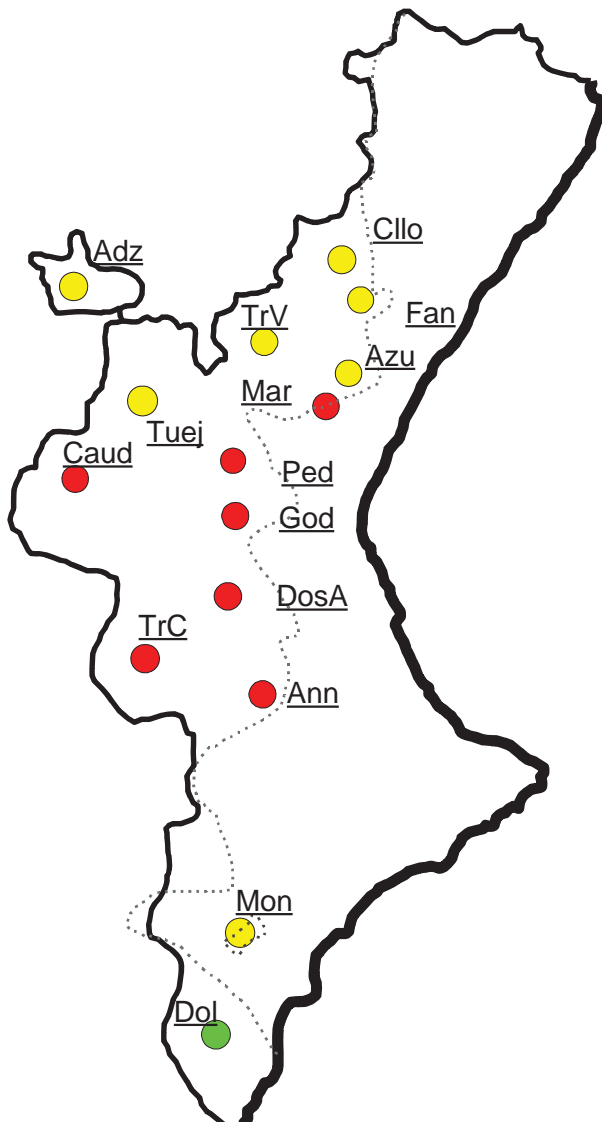 Cllo
Adz
Fan
TrV
Azu
Mar
Tuej
Caud
Ped
God
DosA
TrC
Ann
Mon
Dol